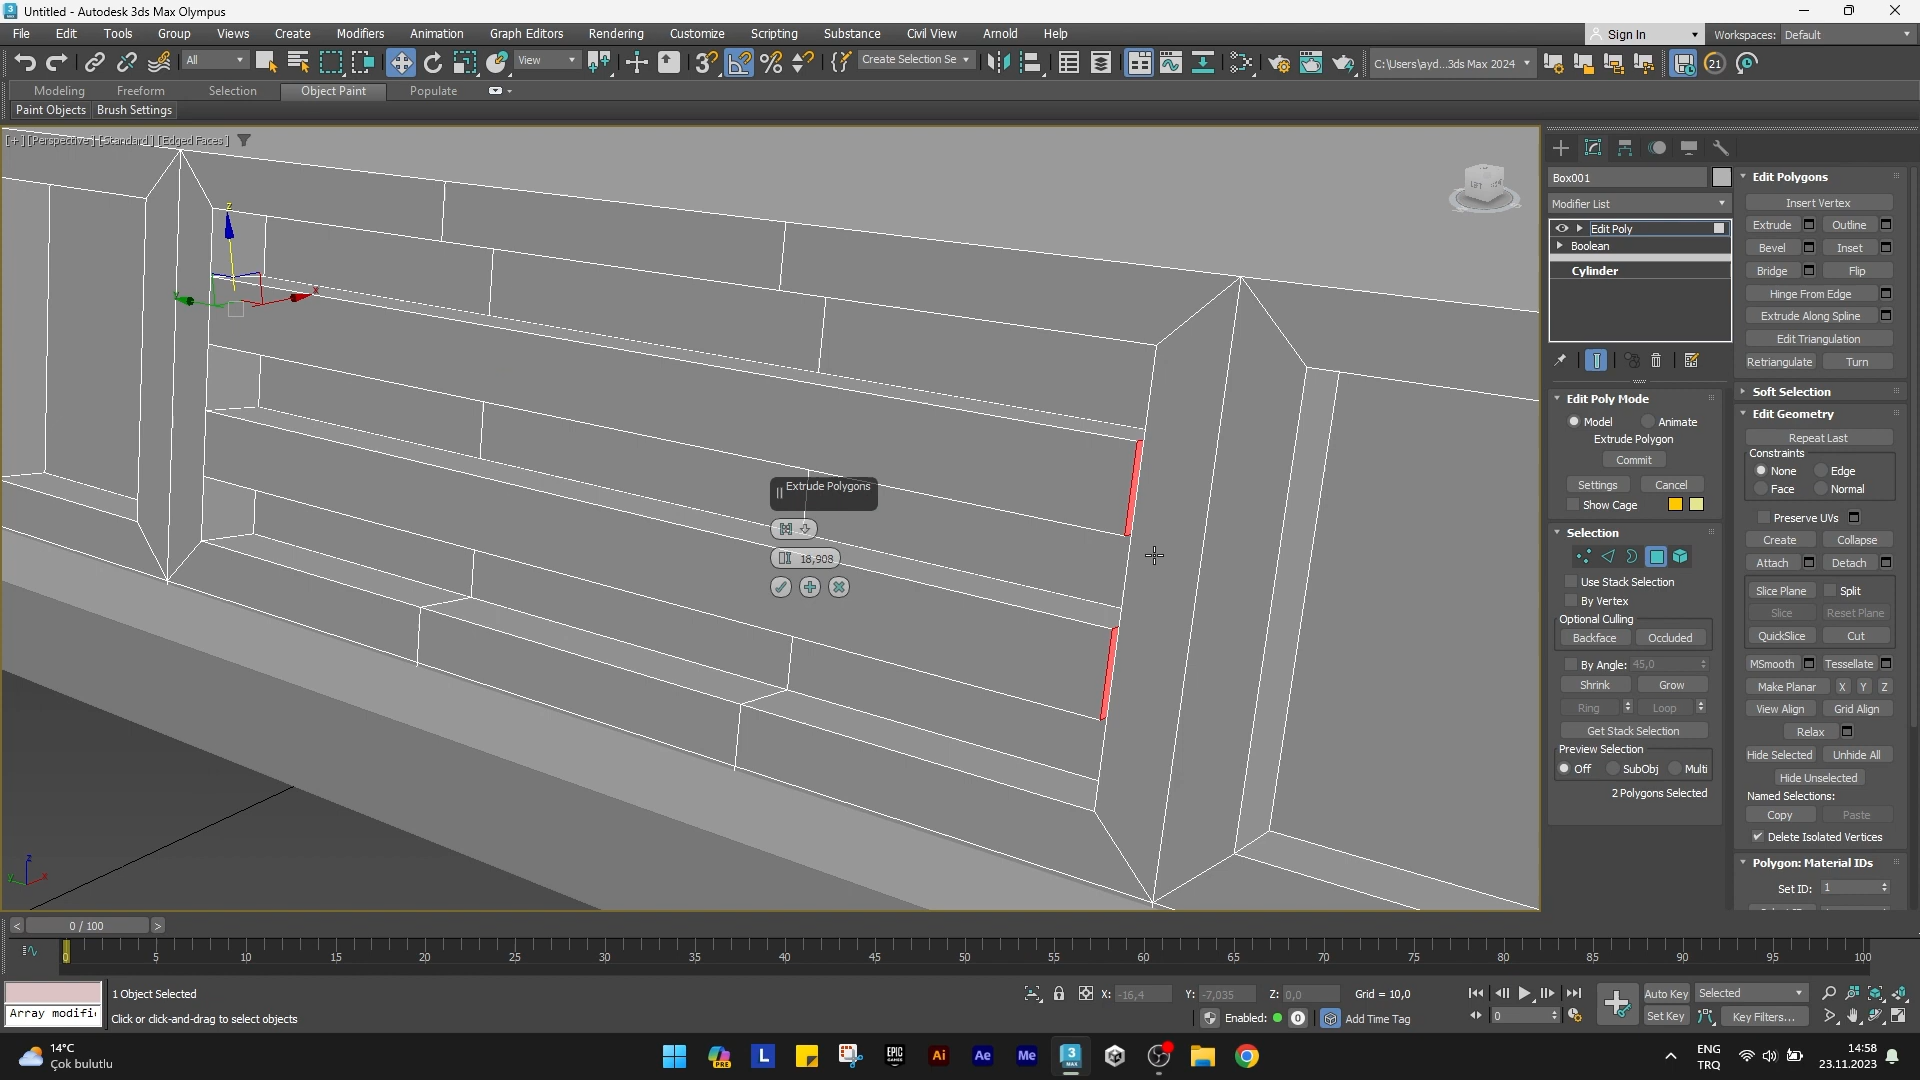 Untitled - Autodesk 3ds Max Olympus
File Edit Tools Group Views Create Modifiers Animation Graph Editors Rendering Customize Scripting Substance Civil View Arnold Help
Sign In
Workspaces: Default
All
View
Create Selection Se
C:\Users\ayd...3ds Max 2024
21
Modeling Freeform Selection Object Paint Populate
Paint Objects Brush Settings
[+] [Perspective] [Standard] [Edged Faces]
Extrude Polygons
18,908
z
x
y
Box001
Modifier List
Edit Poly
Boolean
Cylinder
Edit Poly Mode
Model Animate
Extrude Polygon
Commit
Settings Cancel
Show Cage
Selection
Use Stack Selection
By Vertex
Optional Culling
Backface Occluded
By Angle: 45,0
Shrink Grow
Ring Loop
Get Stack Selection
Preview Selection
Off SubObj Multi
2 Polygons Selected
Edit Polygons
Insert Vertex
Extrude Outline
Bevel Inset
Bridge Flip
Hinge From Edge
Extrude Along Spline
Edit Triangulation
Retriangulate Turn
Soft Selection
Edit Geometry
Repeat Last
Constraints
None Edge
Face Normal
Preserve UVs
Create Collapse
Attach Detach
Slice Plane Split
Slice Reset Plane
QuickSlice Cut
MSmooth Tessellate
Make Planar X Y Z
View Align Grid Align
Relax
Hide Selected Unhide All
Hide Unselected
Named Selections:
Copy Paste
Delete Isolated Vertices
Polygon: Material IDs
Set ID: 1
0 / 100
0 5 10 15 20 25 30 35 40 45 50 55 60 65 70 75 80 85 90 95 100
Array modifi
1 Object Selected
Click or click-and-drag to select objects
X: -16,4 Y: -7,035 Z: 0,0 Grid = 10,0
Enabled: 0 Add Time Tag
0
Auto Key Selected
Set Key Key Filters...
14°C
Çok bulutlu
PRE
L
EPIC GAMES
Ai
Ae
Me
3
MAX
ENG
TRQ
14:58
23.11.2023